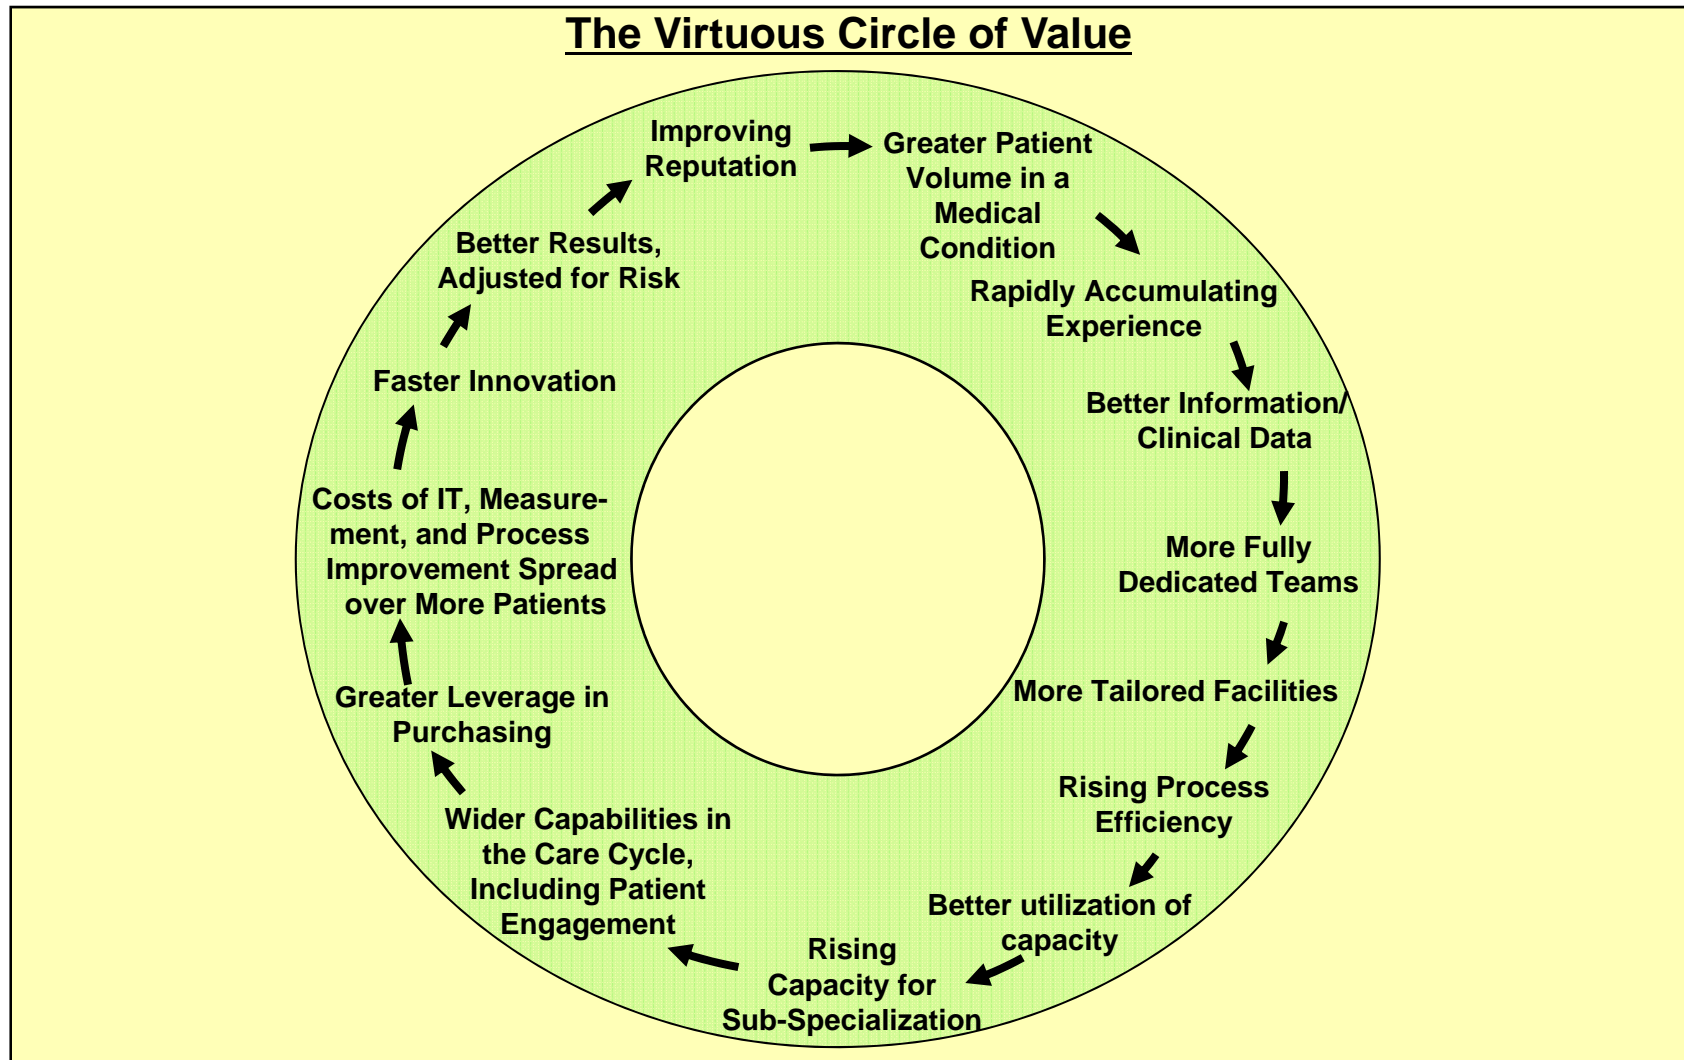 The Virtuous Circle of Value
Improving
Reputation
Greater Patient
Volume in a
Medical
Condition
Rapidly Accumulating
Experience
Better Information/
Clinical Data
More Fully
Dedicated Teams
More Tailored Facilities
Rising Process
Efficiency
Better utilization of
capacity
Rising
Capacity for
Sub-Specialization
Wider Capabilities in
the Care Cycle,
Including Patient
Engagement
Greater Leverage in
Purchasing
Costs of IT, Measure-
ment, and Process
Improvement Spread
over More Patients
Faster Innovation
Better Results,
Adjusted for Risk